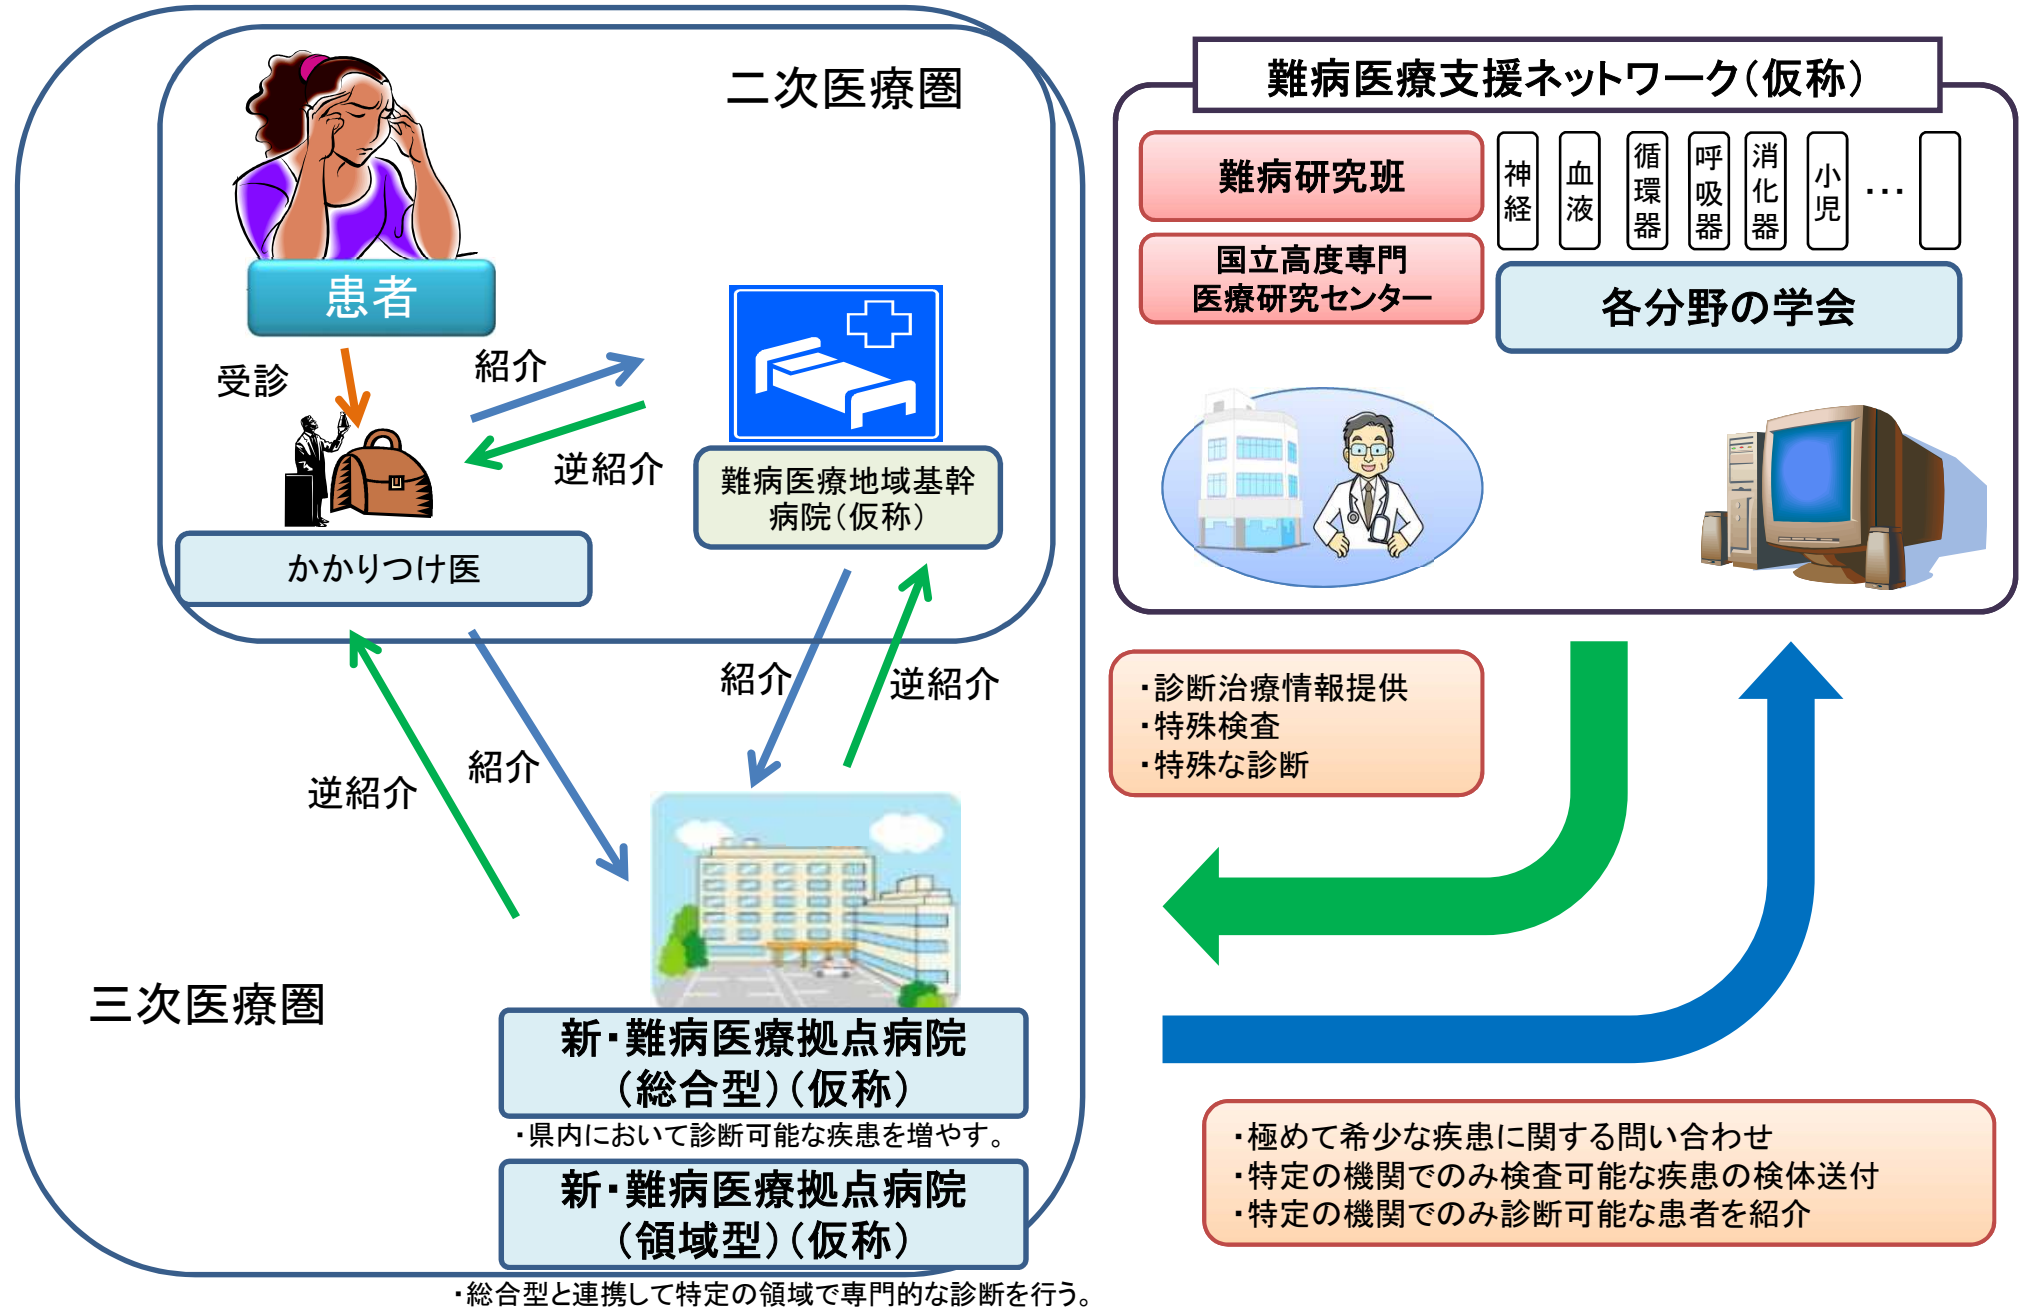 二次医療圏
患者
受診
紹介
逆紹介
難病医療地域基幹
病院(仮称)
かかりつけ医
紹介
逆紹介
紹介
逆紹介
三次医療圏
新・難病医療拠点病院
(総合型)(仮称)
・県内において診断可能な疾患を増やす。
新・難病医療拠点病院
(領域型)(仮称)
・総合型と連携して特定の領域で専門的な診断を行う。
難病医療支援ネットワーク(仮称)
難病研究班
国立高度専門
医療研究センター
神経
血液
循環器
呼吸器
消化器
小児
…
各分野の学会
・診断治療情報提供
・特殊検査
・特殊な診断
・極めて希少な疾患に関する問い合わせ
・特定の機関でのみ検査可能な疾患の検体送付
・特定の機関でのみ診断可能な患者を紹介